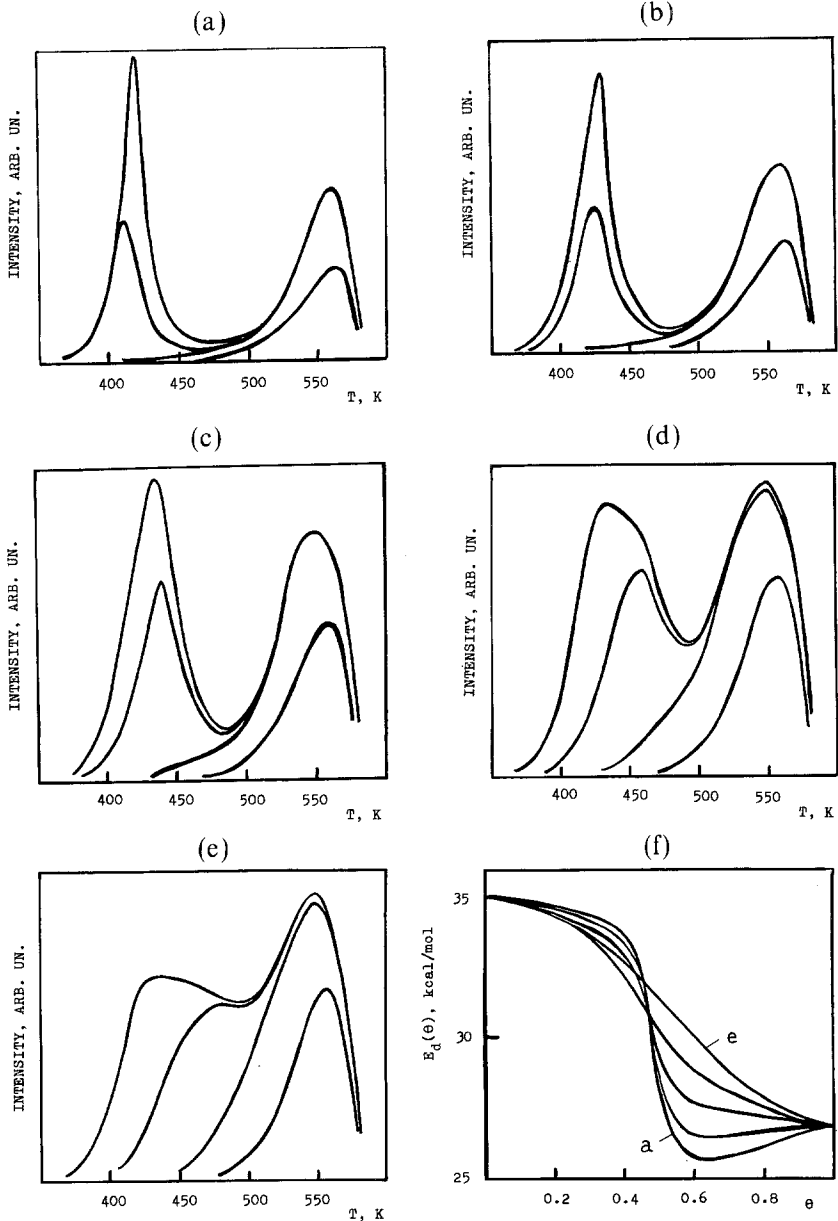 (a)
INTENSITY, ARB. UN.
400 450 500 550
T, K
(b)
INTENSITY, ARB. UN.
400 450 500 550
T, K
(c)
INTENSITY, ARB. UN.
400 450 500 550
T, K
(d)
INTENSITY, ARB. UN.
400 450 500 550
T, K
(e)
INTENSITY, ARB. UN.
400 450 500 550
T, K
(f)
E_d(θ), kcal/mol
35
30
25
e
a
0.2 0.4 0.6 0.8 θ